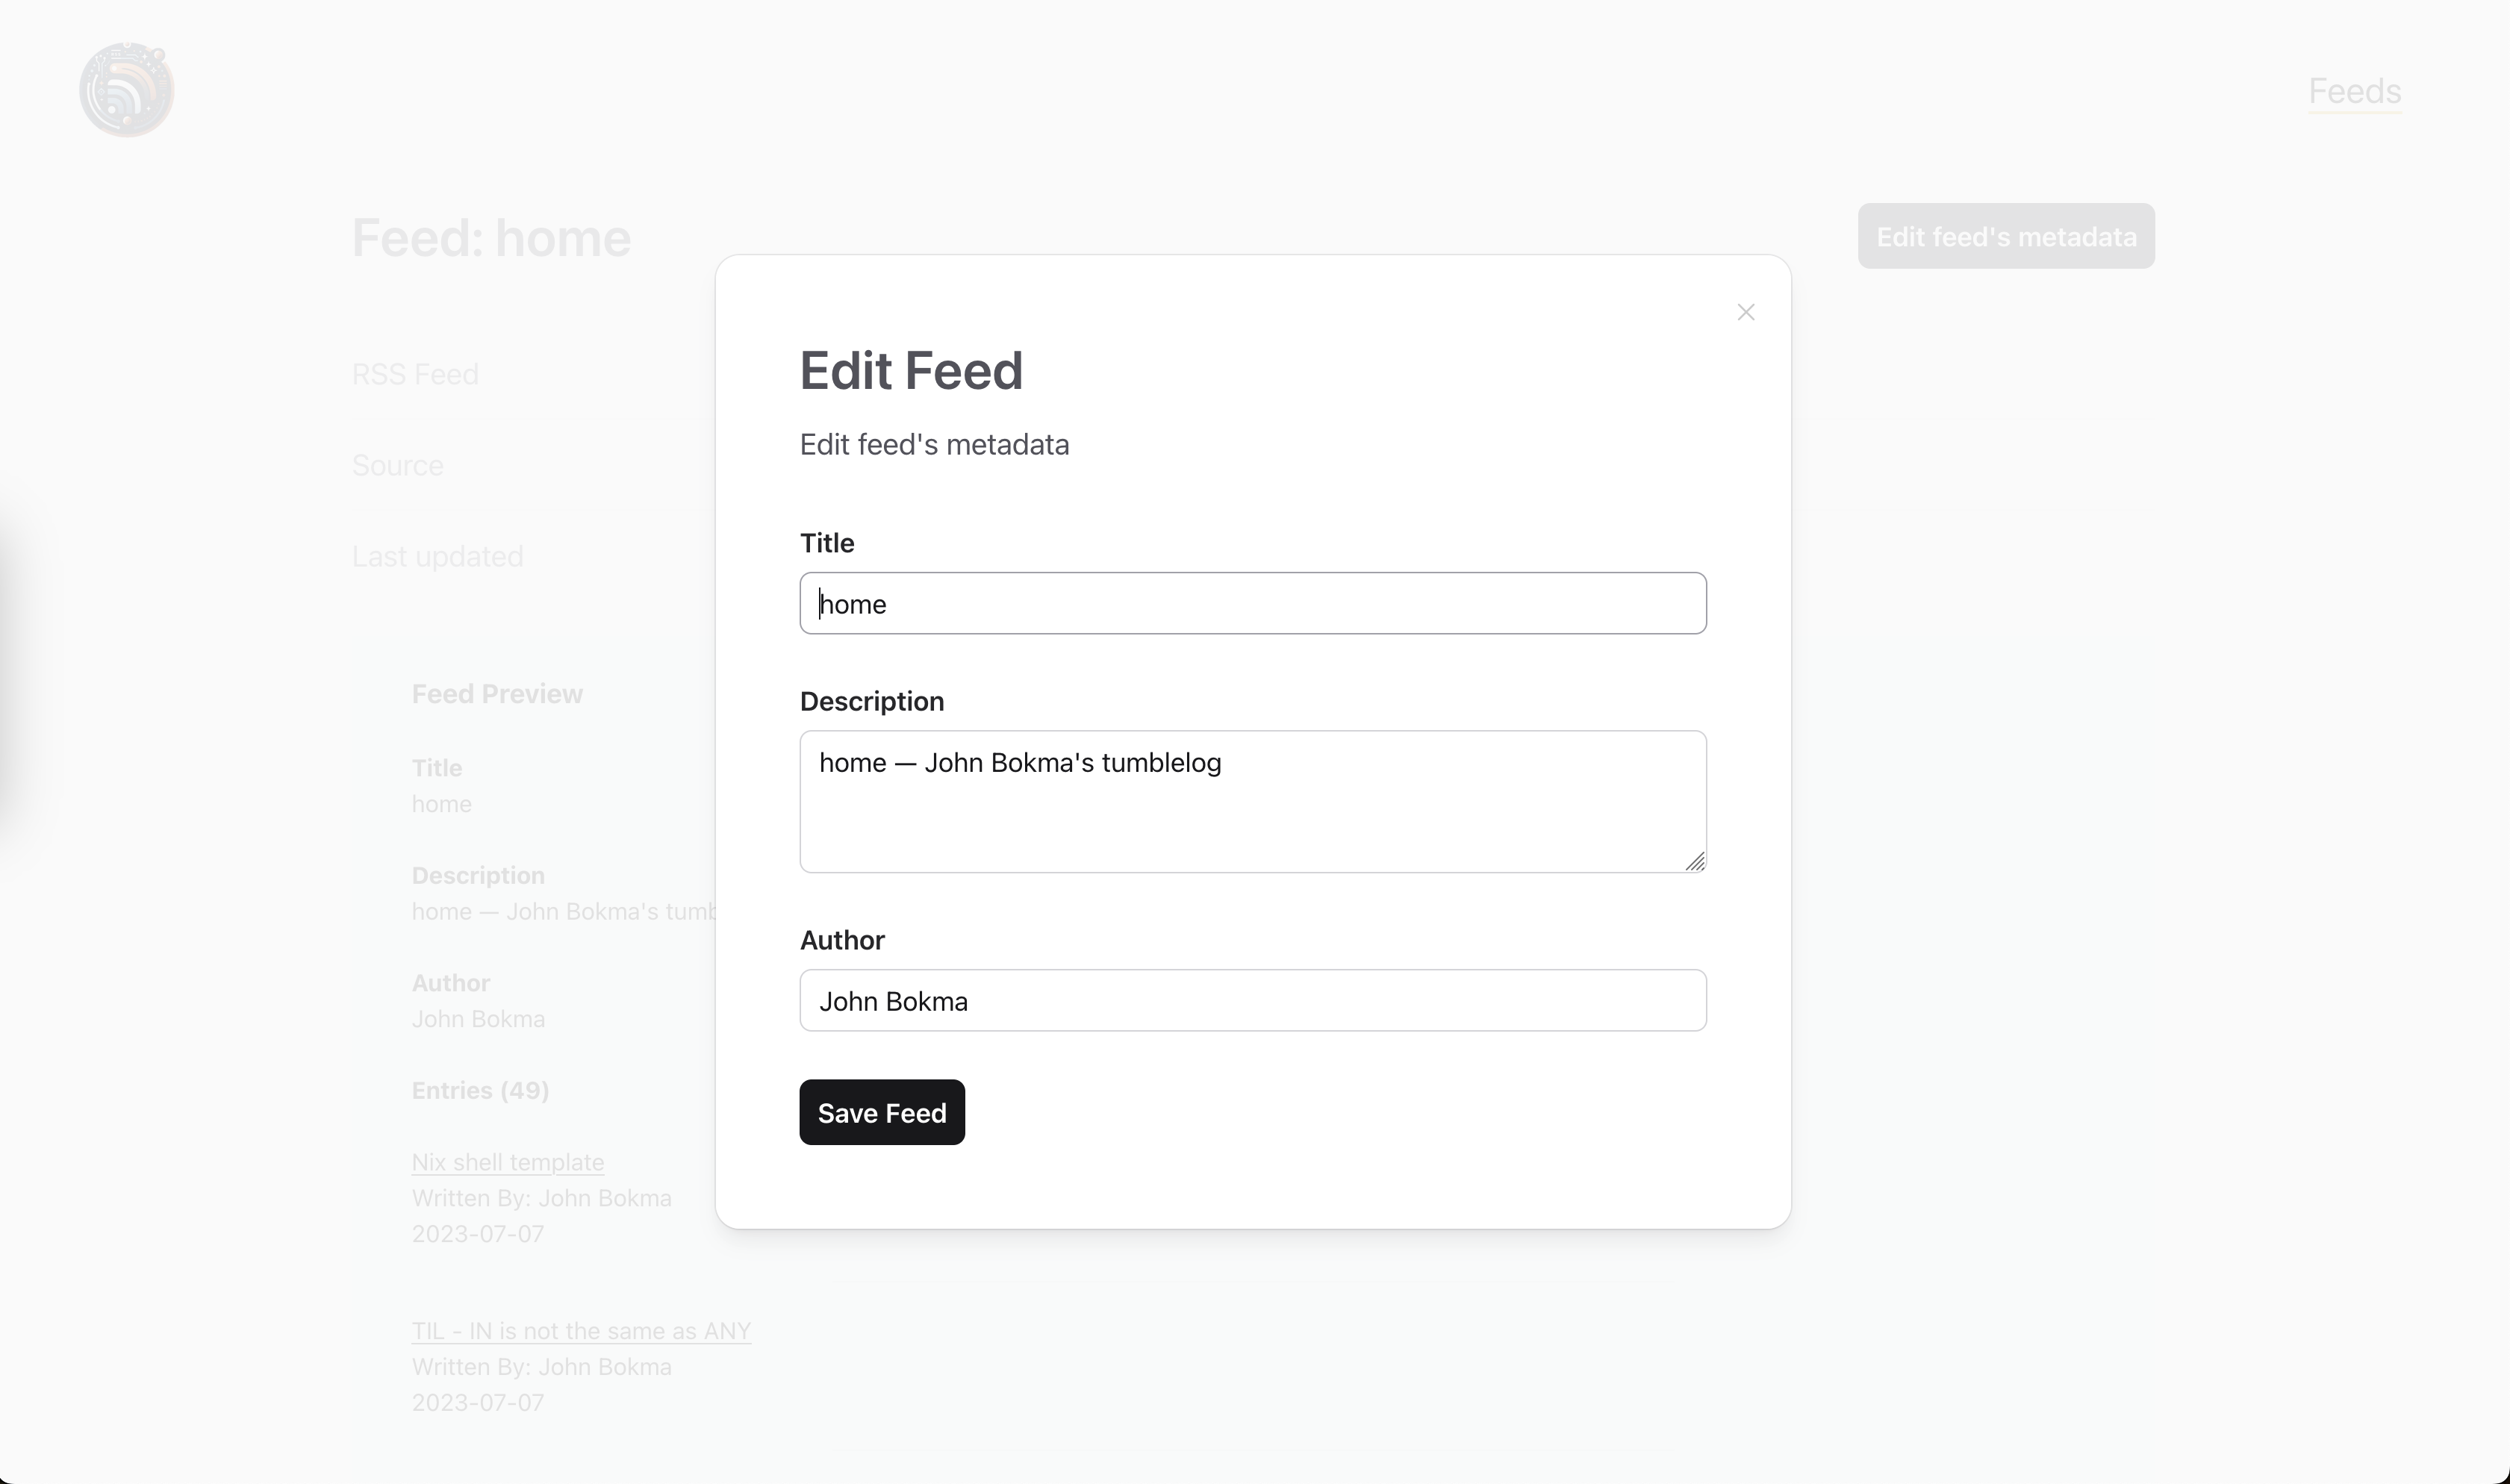 Feeds
Feed: home
Edit feed's metadata
RSS Feed
Source
Last updated
Feed Preview
Title
home
Description
home — John Bokma's tumb
Author
John Bokma
Entries (49)
Nix shell template
Written By: John Bokma
2023-07-07
TIL - IN is not the same as ANY
Written By: John Bokma
2023-07-07
Edit Feed
Edit feed's metadata
Title
home
Description
home — John Bokma's tumblelog
Author
John Bokma
Save Feed